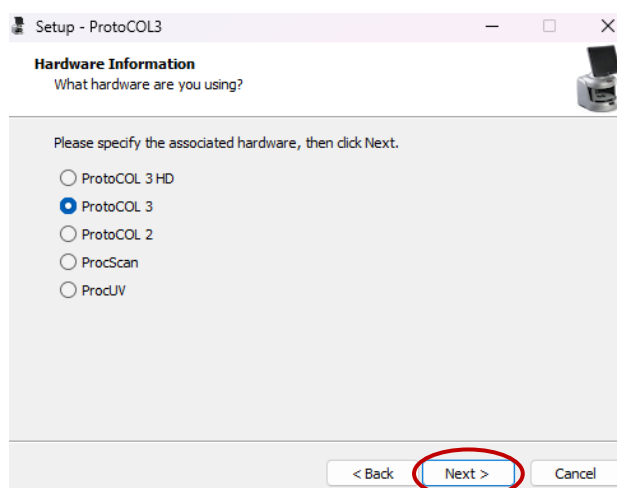 Setup - ProtoCOL3
Hardware Information
What hardware are you using?
Please specify the associated hardware, then click Next.
ProtoCOL 3 HD
ProtoCOL 3
ProtoCOL 2
ProcScan
ProcUV
< Back Next > Cancel